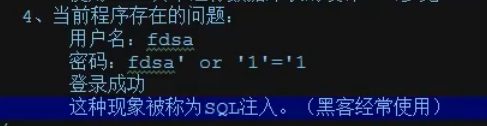 4、当前程序存在的问题：
用户名：fdsa
密码：fdsa' or '1'='1
登录成功
这种现象被称为SQL注入。（黑客经常使用）